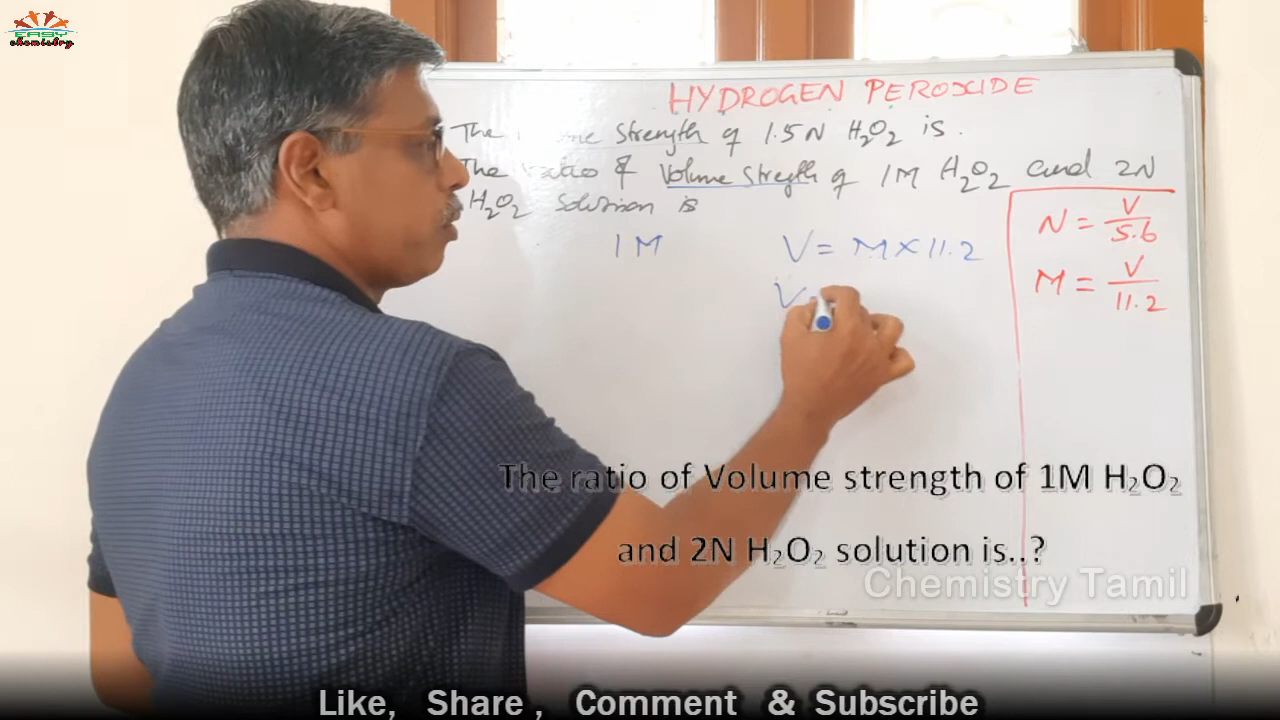 EASY
chemistry
HYDROGEN PEROXIDE
The strength of 1.5N H₂O₂ is.
The ratio of Volume strength of 1M H₂O₂ and 2N
H₂O₂ solution is
1M V = M × 11.2
V
N = V/5.6
M = V/11.2
The ratio of Volume strength of 1M H₂O₂
and 2N H₂O₂ solution is..?
Chemistry Tamil
Like, Share , Comment & Subscribe